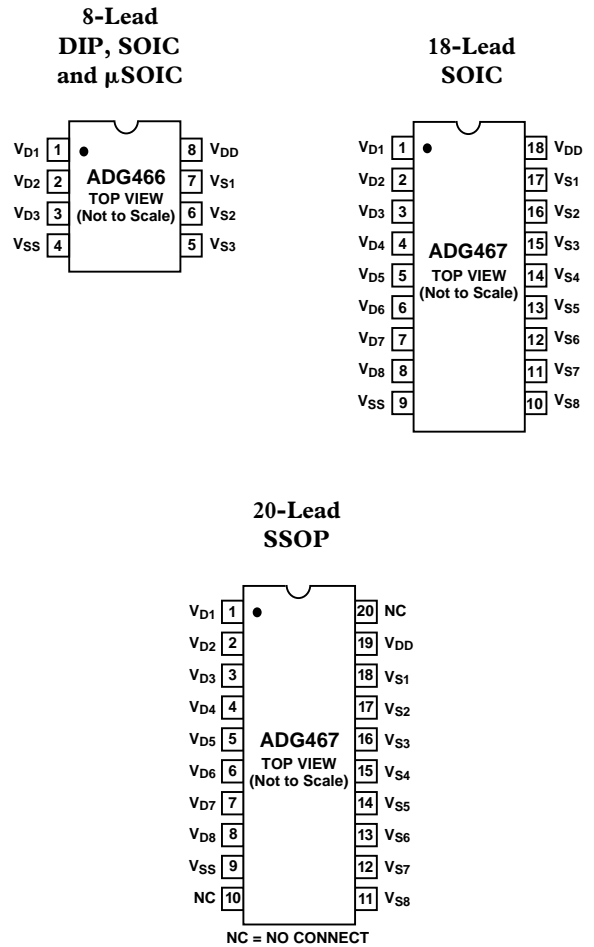 8-Lead
DIP, SOIC
and µSOIC
VD1 1 8 VDD
VD2 2 ADG466 7 VS1
TOP VIEW
VD3 3 (Not to Scale) 6 VS2
VSS 4 5 VS3
18-Lead
SOIC
VD1 1 18 VDD
VD2 2 17 VS1
VD3 3 16 VS2
VD4 4 ADG467 15 VS3
VD5 5 TOP VIEW 14 VS4
(Not to Scale)
VD6 6 13 VS5
VD7 7 12 VS6
VD8 8 11 VS7
VSS 9 10 VS8
20-Lead
SSOP
VD1 1 20 NC
VD2 2 19 VDD
VD3 3 18 VS1
VD4 4 17 VS2
VD5 5 ADG467 16 VS3
TOP VIEW
VD6 6 (Not to Scale) 15 VS4
VD7 7 14 VS5
VD8 8 13 VS6
VSS 9 12 VS7
NC 10 11 VS8
NC = NO CONNECT